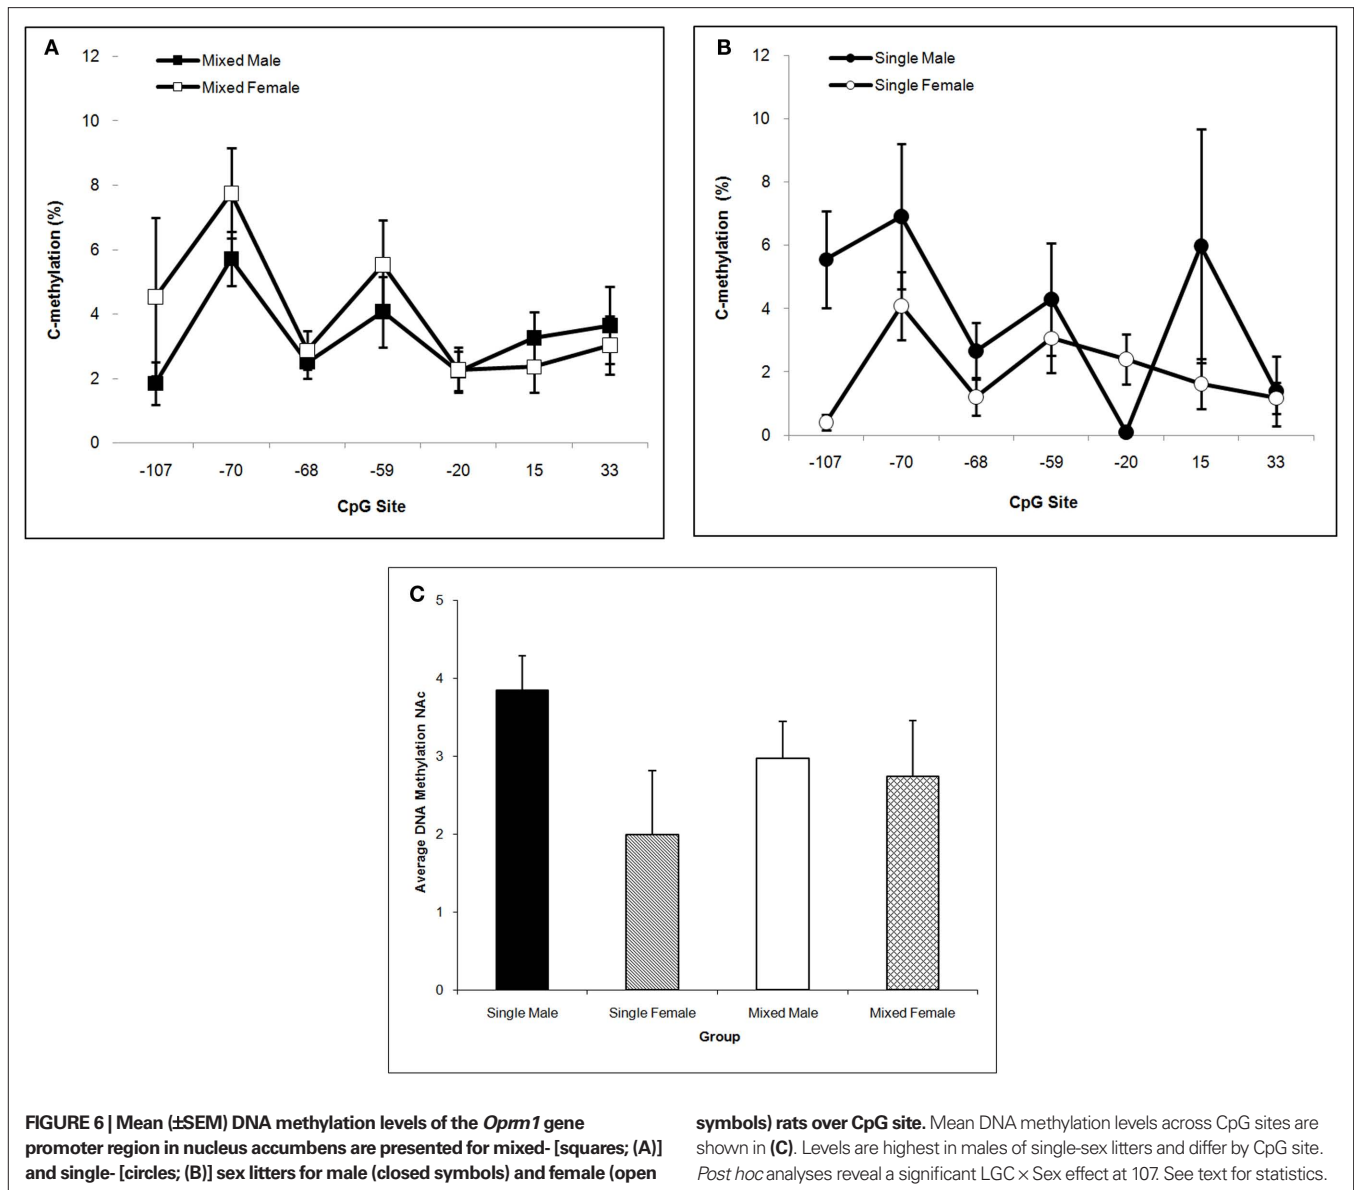 A
Mixed Male
Mixed Female
12
10
8
6
4
2
0
C-methylation (%)
-107 -70 -68 -59 -20 15 33
CpG Site
B
Single Male
Single Female
12
10
8
6
4
2
0
C-methylation (%)
-107 -70 -68 -59 -20 15 33
CpG Site
C
5
4
3
2
1
0
Average DNA Methylation NAc
Single Male Single Female Mixed Male Mixed Female
Group
FIGURE 6 | Mean (±SEM) DNA methylation levels of the Oprm1 gene
promoter region in nucleus accumbens are presented for mixed- [squares; (A)]
and single- [circles; (B)] sex litters for male (closed symbols) and female (open
symbols) rats over CpG site. Mean DNA methylation levels across CpG sites are
shown in (C). Levels are highest in males of single-sex litters and differ by CpG site.
Post hoc analyses reveal a significant LGC × Sex effect at 107. See text for statistics.